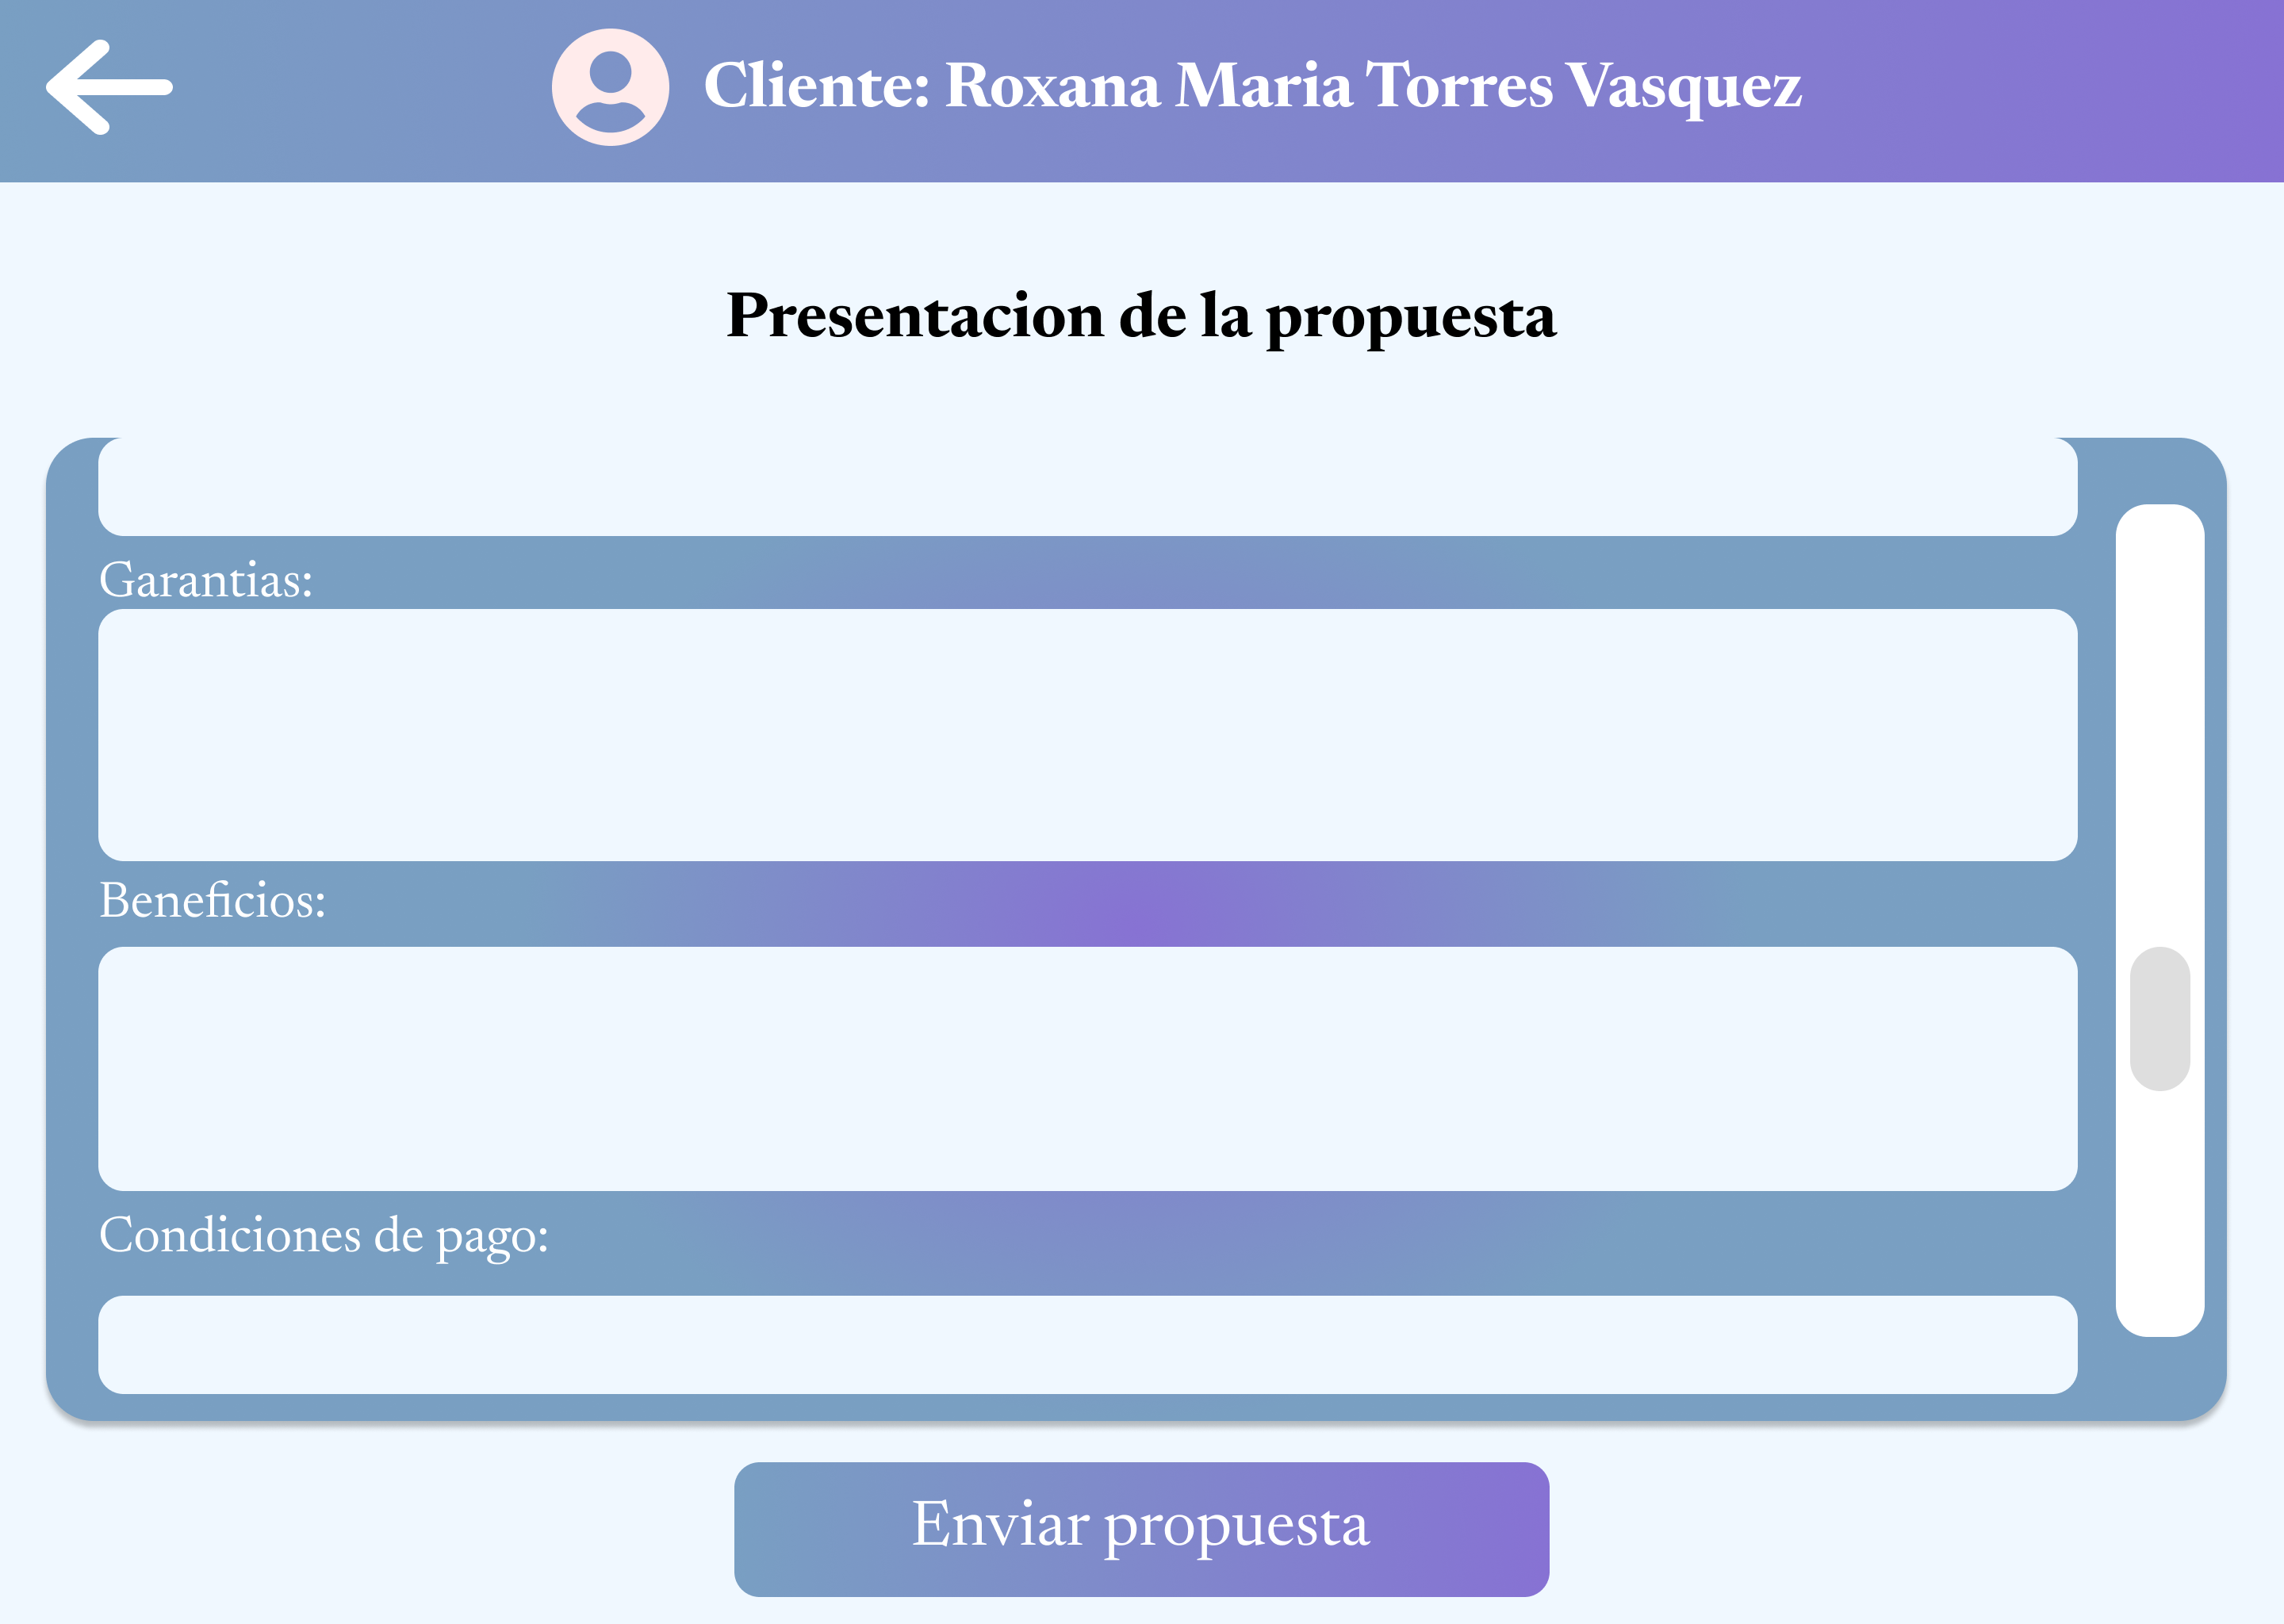 Cliente: Roxana Maria Torres Vasquez
Presentacion de la propuesta
Garantias:
Beneficios:
Condiciones de pago:
Enviar propuesta